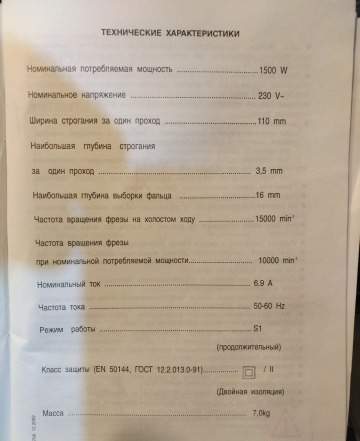 ТЕХНИЧЕСКИЕ ХАРАКТЕРИСТИКИ
Номинальная потребляемая мощность ........................ 1500 W
Номинальное напряжение ........................ 230 V~
Ширина строгания за один проход ........................ 110 mm
Наибольшая глубина строгания
за один проход ........................ 3,5 mm
Наибольшая глубина выборки фальца ........................ 16 mm
Частота вращения фрезы на холостом ходу ........................ 15000 min⁻¹
Частота вращения фрезы
при номинальной потребляемой мощности........................ 10000 min⁻¹
Номинальный ток ........................ 6.9 A
Частота тока ........................ 50-60 Hz
Режим работы ........................ S1
(продолжительный)
Класс защиты (EN 50144, ГОСТ 12.2.013.0-91)............ / II
(Двойная изоляция)
Масса ........................ 7,0kg